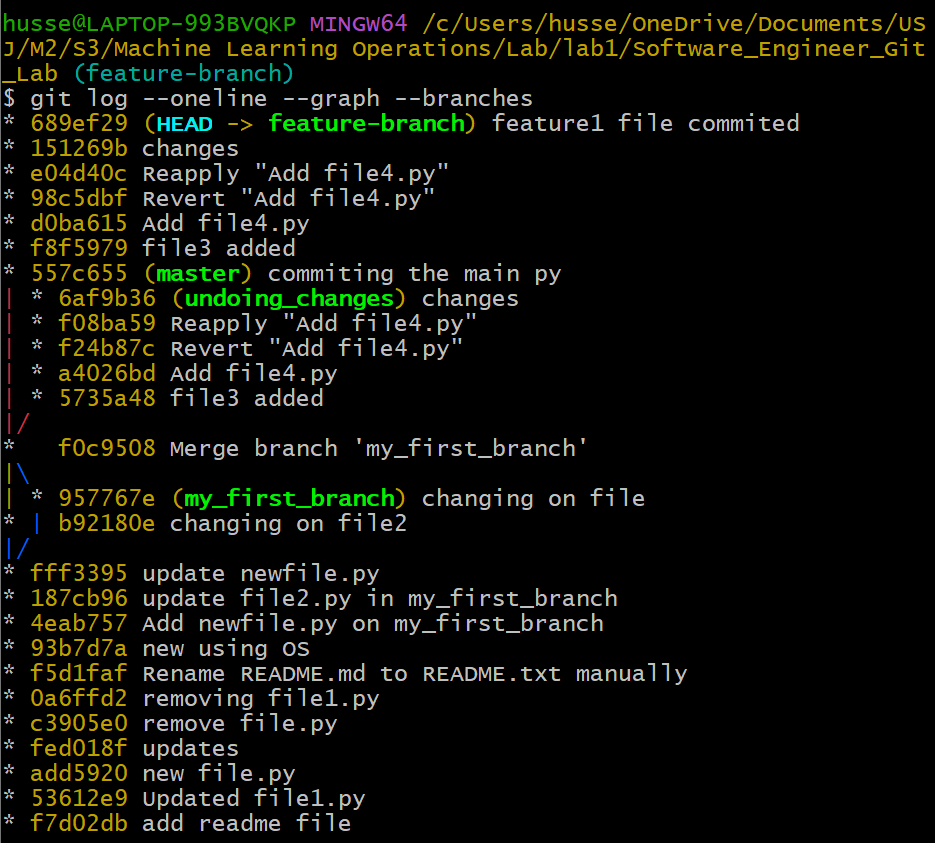 husse@LAPTOP-993BVQKP MINGW64 /c/Users/husse/OneDrive/Documents/US
J/M2/S3/Machine Learning Operations/Lab/lab1/Software_Engineer_Git
_Lab (feature-branch)
$ git log --oneline --graph --branches
* 689ef29 (HEAD -> feature-branch) feature1 file commited
* 151269b changes
* e04d40c Reapply "Add file4.py"
* 98c5dbf Revert "Add file4.py"
* d0ba615 Add file4.py
* f8f5979 file3 added
* 557c655 (master) commiting the main py
| * 6af9b36 (undoing_changes) changes
| * f08ba59 Reapply "Add file4.py"
| * f24b87c Revert "Add file4.py"
| * a4026bd Add file4.py
| * 5735a48 file3 added
|/
*   f0c9508 Merge branch 'my_first_branch'
|\
| * 957767e (my_first_branch) changing on file
* | b92180e changing on file2
|/
* fff3395 update newfile.py
* 187cb96 update file2.py in my_first_branch
* 4eab757 Add newfile.py on my_first_branch
* 93b7d7a new using OS
* f5d1faf Rename README.md to README.txt manually
* 0a6ffd2 removing file1.py
* c3905e0 remove file.py
* fed018f updates
* add5920 new file.py
* 53612e9 Updated file1.py
* f7d02db add readme file